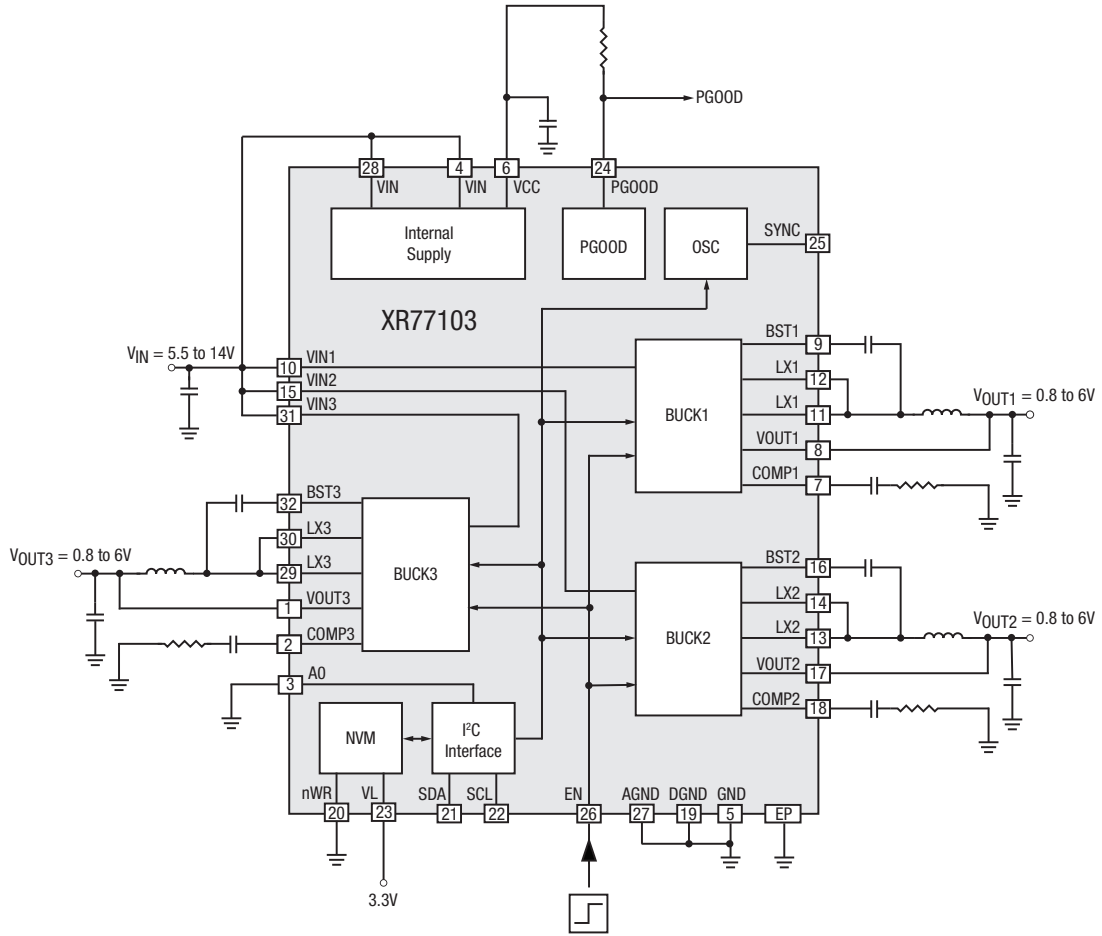 PGOOD
28
4
6
24
VIN
VIN
VCC
PGOOD
Internal
Supply
PGOOD
OSC
SYNC
25
XR77103
VIN = 5.5 to 14V
10
VIN1
15
VIN2
31
VIN3
BUCK1
BST1
9
LX1
12
LX1
11
VOUT1
8
COMP1
7
VOUT1 = 0.8 to 6V
BST3
32
LX3
30
LX3
29
VOUT3
1
COMP3
2
A0
3
VOUT3 = 0.8 to 6V
BUCK3
BUCK2
BST2
16
LX2
14
LX2
13
VOUT2
17
COMP2
18
VOUT2 = 0.8 to 6V
NVM
I²C
Interface
nWR
VL
SDA
SCL
EN
AGND
DGND
GND
20
23
21
22
26
27
19
5
EP
3.3V